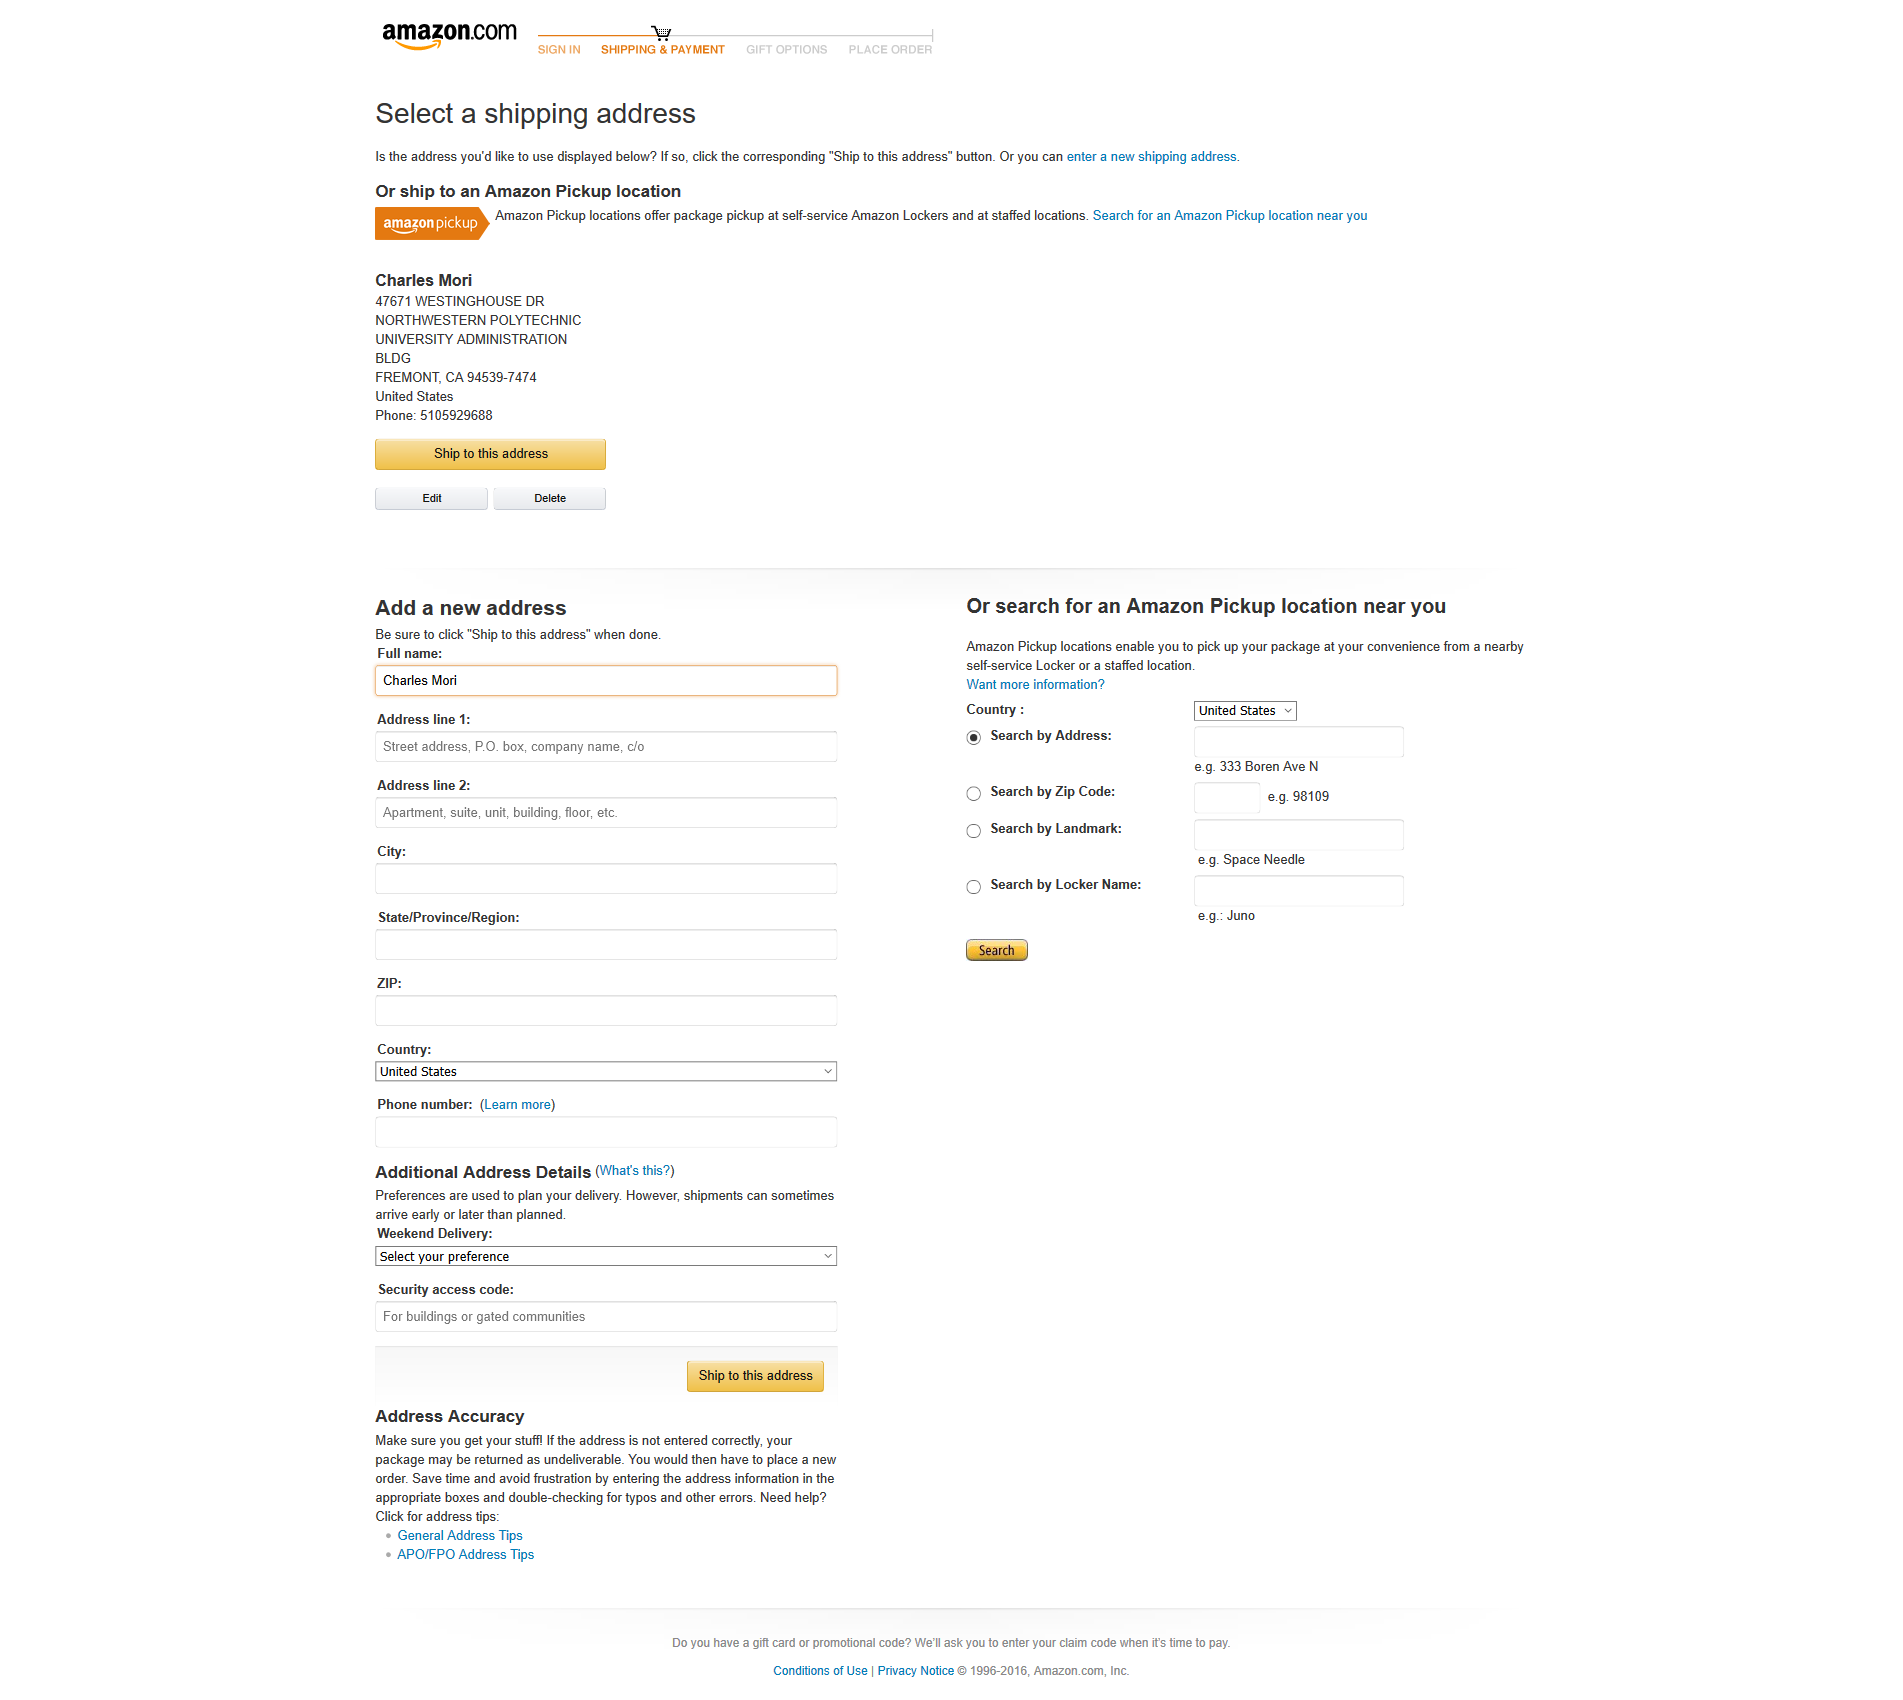 amazon.com
SIGN IN SHIPPING & PAYMENT GIFT OPTIONS PLACE ORDER
Select a shipping address
Is the address you'd like to use displayed below? If so, click the corresponding "Ship to this address" button. Or you can enter a new shipping address.
Or ship to an Amazon Pickup location
amazon pickup Amazon Pickup locations offer package pickup at self-service Amazon Lockers and at staffed locations. Search for an Amazon Pickup location near you
Charles Mori
47671 WESTINGHOUSE DR
NORTHWESTERN POLYTECHNIC
UNIVERSITY ADMINISTRATION
BLDG
FREMONT, CA 94539-7474
United States
Phone: 5105929688
Ship to this address
Edit Delete
Add a new address
Be sure to click "Ship to this address" when done.
Full name:
Charles Mori
Address line 1:
Street address, P.O. box, company name, c/o
Address line 2:
Apartment, suite, unit, building, floor, etc.
City:
State/Province/Region:
ZIP:
Country:
United States
Phone number: (Learn more)
Additional Address Details (What's this?)
Preferences are used to plan your delivery. However, shipments can sometimes
arrive early or later than planned.
Weekend Delivery:
Select your preference
Security access code:
For buildings or gated communities
Ship to this address
Address Accuracy
Make sure you get your stuff! If the address is not entered correctly, your
package may be returned as undeliverable. You would then have to place a new
order. Save time and avoid frustration by entering the address information in the
appropriate boxes and double-checking for typos and other errors. Need help?
Click for address tips:
General Address Tips
APO/FPO Address Tips
Or search for an Amazon Pickup location near you
Amazon Pickup locations enable you to pick up your package at your convenience from a nearby
self-service Locker or a staffed location.
Want more information?
Country : United States
Search by Address:
e.g. 333 Boren Ave N
Search by Zip Code: e.g. 98109
Search by Landmark:
e.g. Space Needle
Search by Locker Name:
e.g.: Juno
Search
Do you have a gift card or promotional code? We'll ask you to enter your claim code when it's time to pay.
Conditions of Use | Privacy Notice © 1996-2016, Amazon.com, Inc.